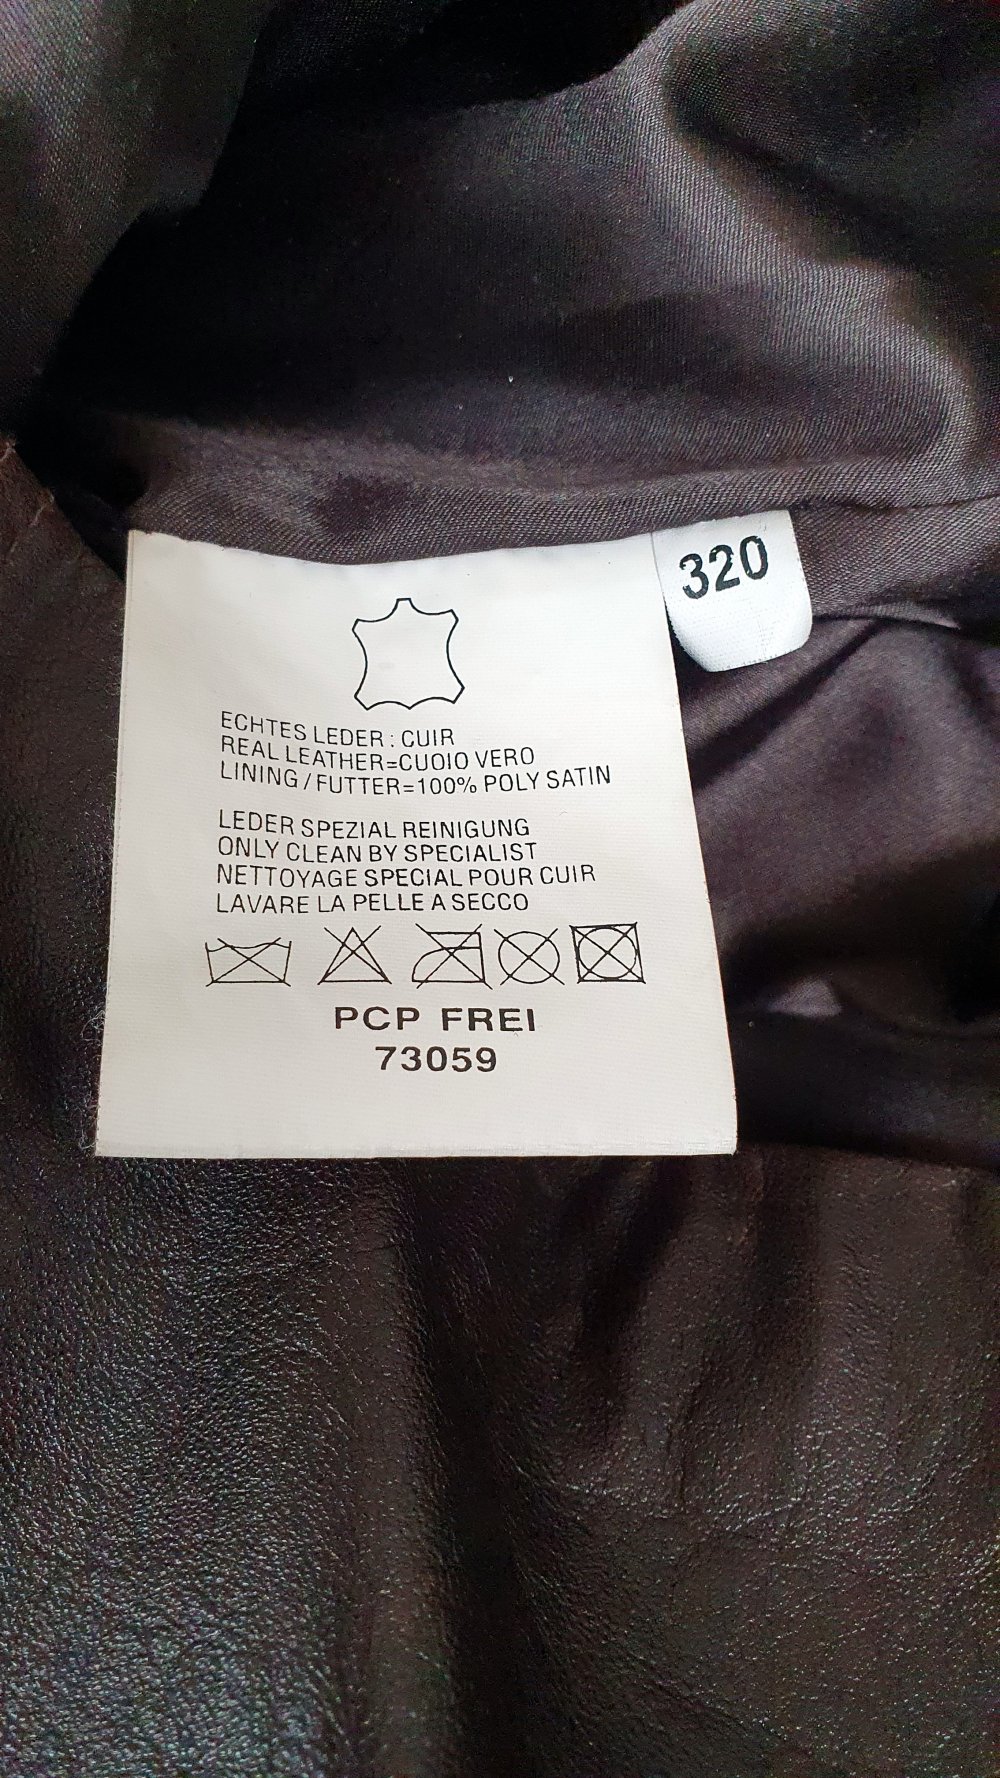 320
ECHTES LEDER : CUIR
REAL LEATHER=CUOIO VERO
LINING / FUTTER=100% POLY SATIN
LEDER SPEZIAL REINIGUNG
ONLY CLEAN BY SPECIALIST
NETTOYAGE SPECIAL POUR CUIR
LAVARE LA PELLE A SECCO
PCP FREI
73059